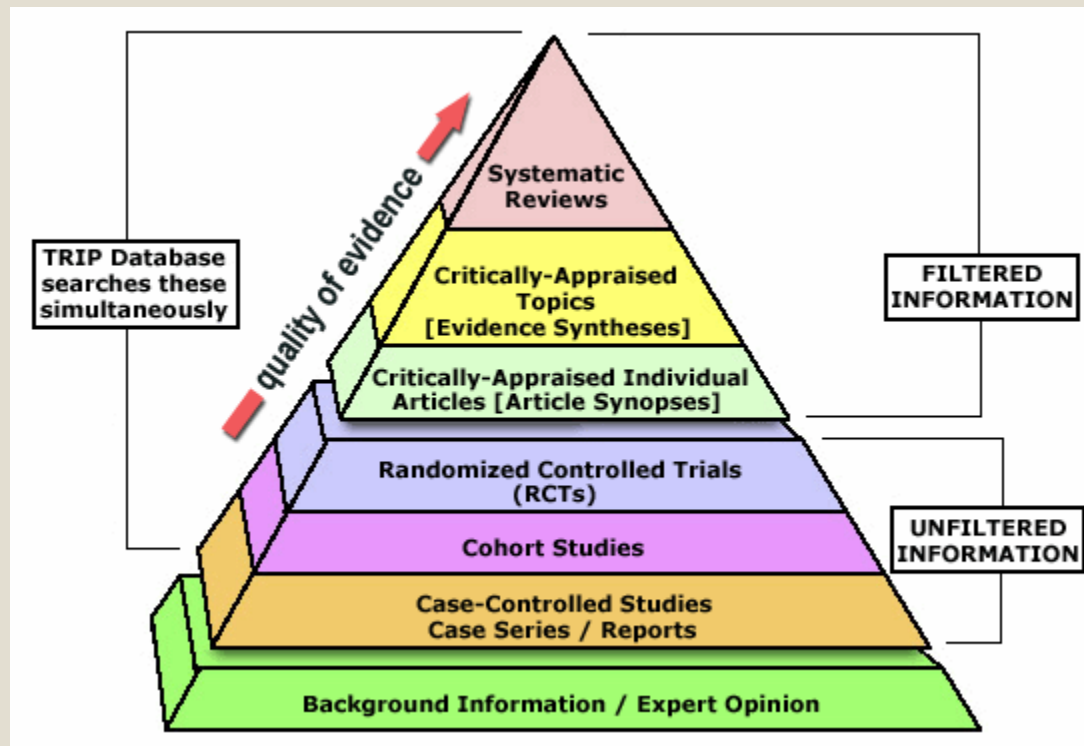 Systematic
Reviews
Critically-Appraised
Topics
[Evidence Syntheses]
Critically-Appraised Individual
Articles [Article Synopses]
Randomized Controlled Trials
(RCTs)
Cohort Studies
Case-Controlled Studies
Case Series / Reports
Background Information / Expert Opinion
quality of evidence
TRIP Database
searches these
simultaneously
FILTERED
INFORMATION
UNFILTERED
INFORMATION